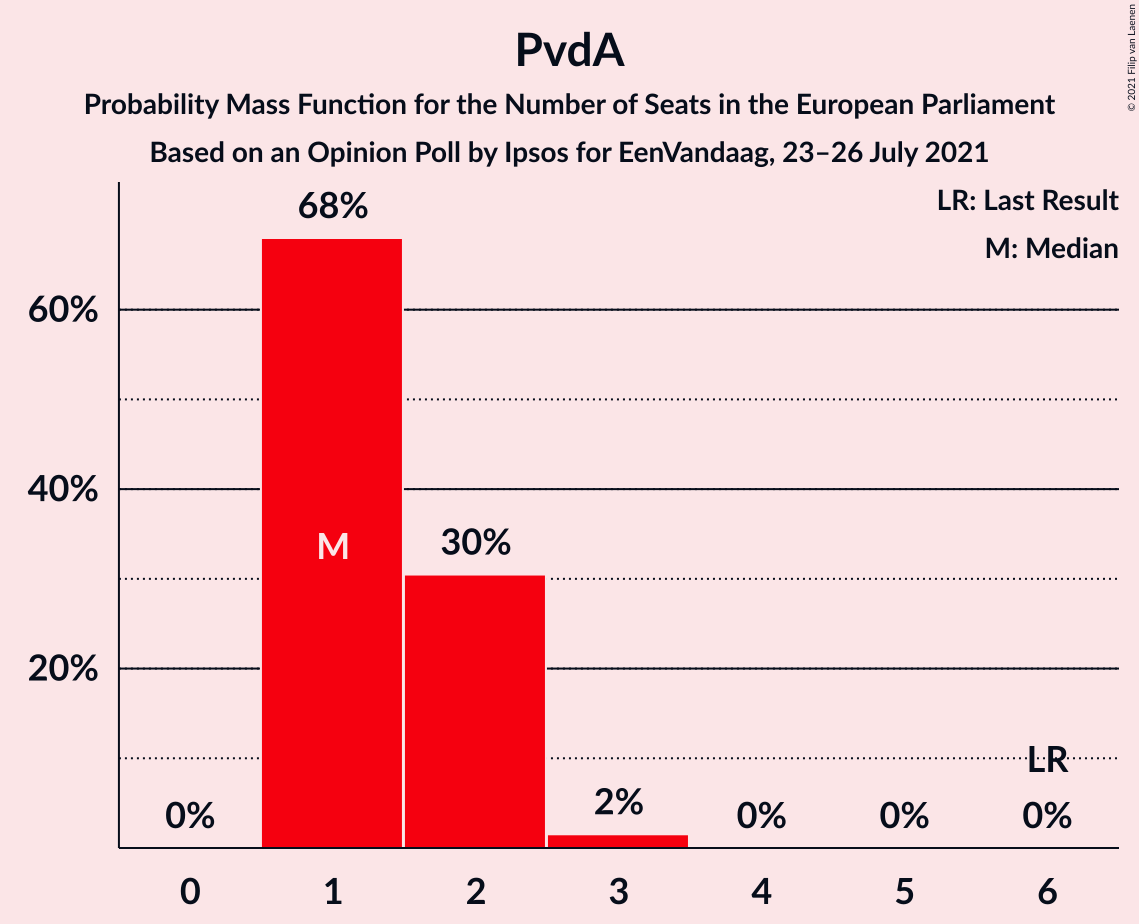 PvdA
Probability Mass Function for the Number of Seats in the European Parliament
Based on an Opinion Poll by Ipsos for EenVandaag, 23–26 July 2021
© 2021 Filip van Laenen
LR: Last Result
M: Median
68%
60%
40%
M
30%
20%
LR
0%
2%
0%
0%
0%
0
1
2
3
4
5
6